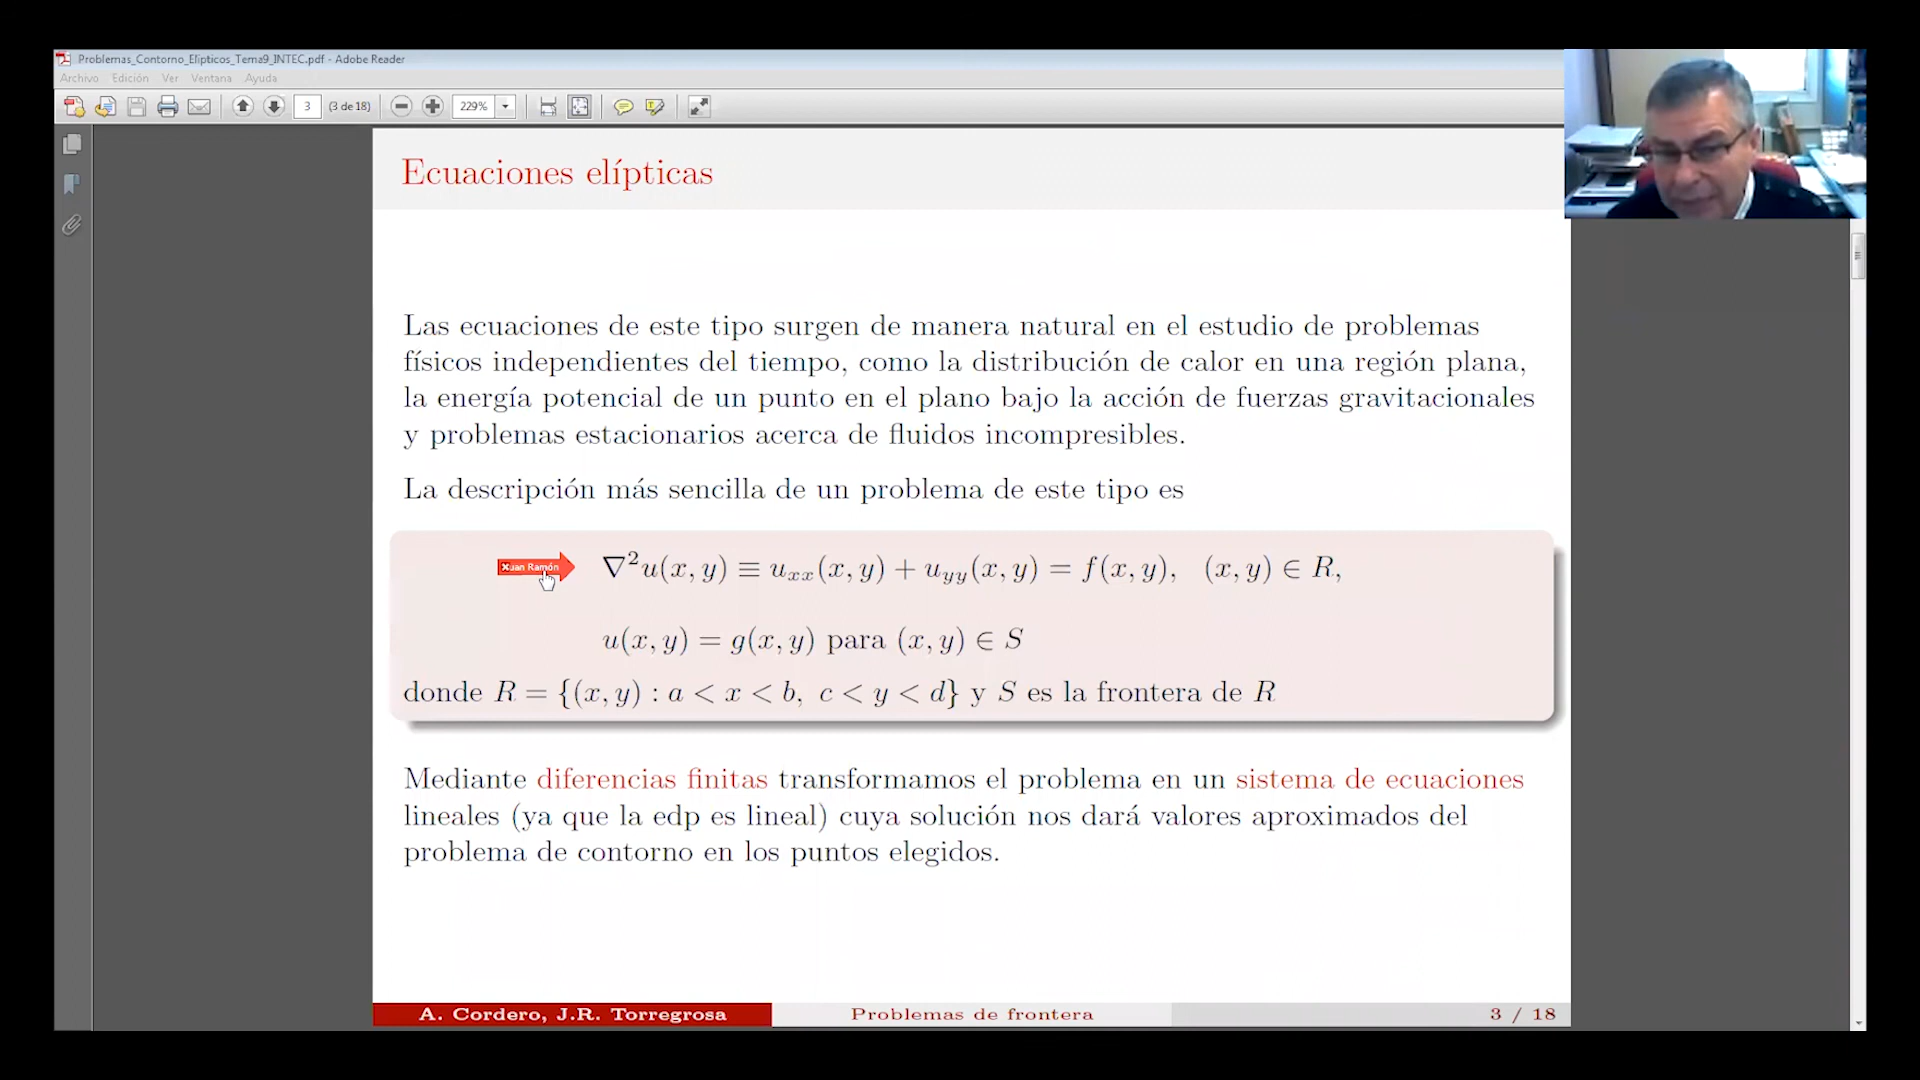 Problemas_Contorno_Elipticos_Tema9_INTEC.pdf - Adobe Reader
Archivo Edición Ver Ventana Ayuda
3 (3 de 18) 229%
Ecuaciones elípticas
Las ecuaciones de este tipo surgen de manera natural en el estudio de problemas
físicos independientes del tiempo, como la distribución de calor en una región plana,
la energía potencial de un punto en el plano bajo la acción de fuerzas gravitacionales
y problemas estacionarios acerca de fluidos incompresibles.
La descripción más sencilla de un problema de este tipo es
∇²u(x, y) ≡ uₓₓ(x, y) + u_yy(x, y) = f(x, y), (x, y) ∈ R,
u(x, y) = g(x, y) para (x, y) ∈ S
donde R = {(x, y) : a < x < b, c < y < d} y S es la frontera de R
Mediante diferencias finitas transformamos el problema en un sistema de ecuaciones
lineales (ya que la edp es lineal) cuya solución nos dará valores aproximados del
problema de contorno en los puntos elegidos.
A. Cordero, J.R. Torregrosa Problemas de frontera 3 / 18